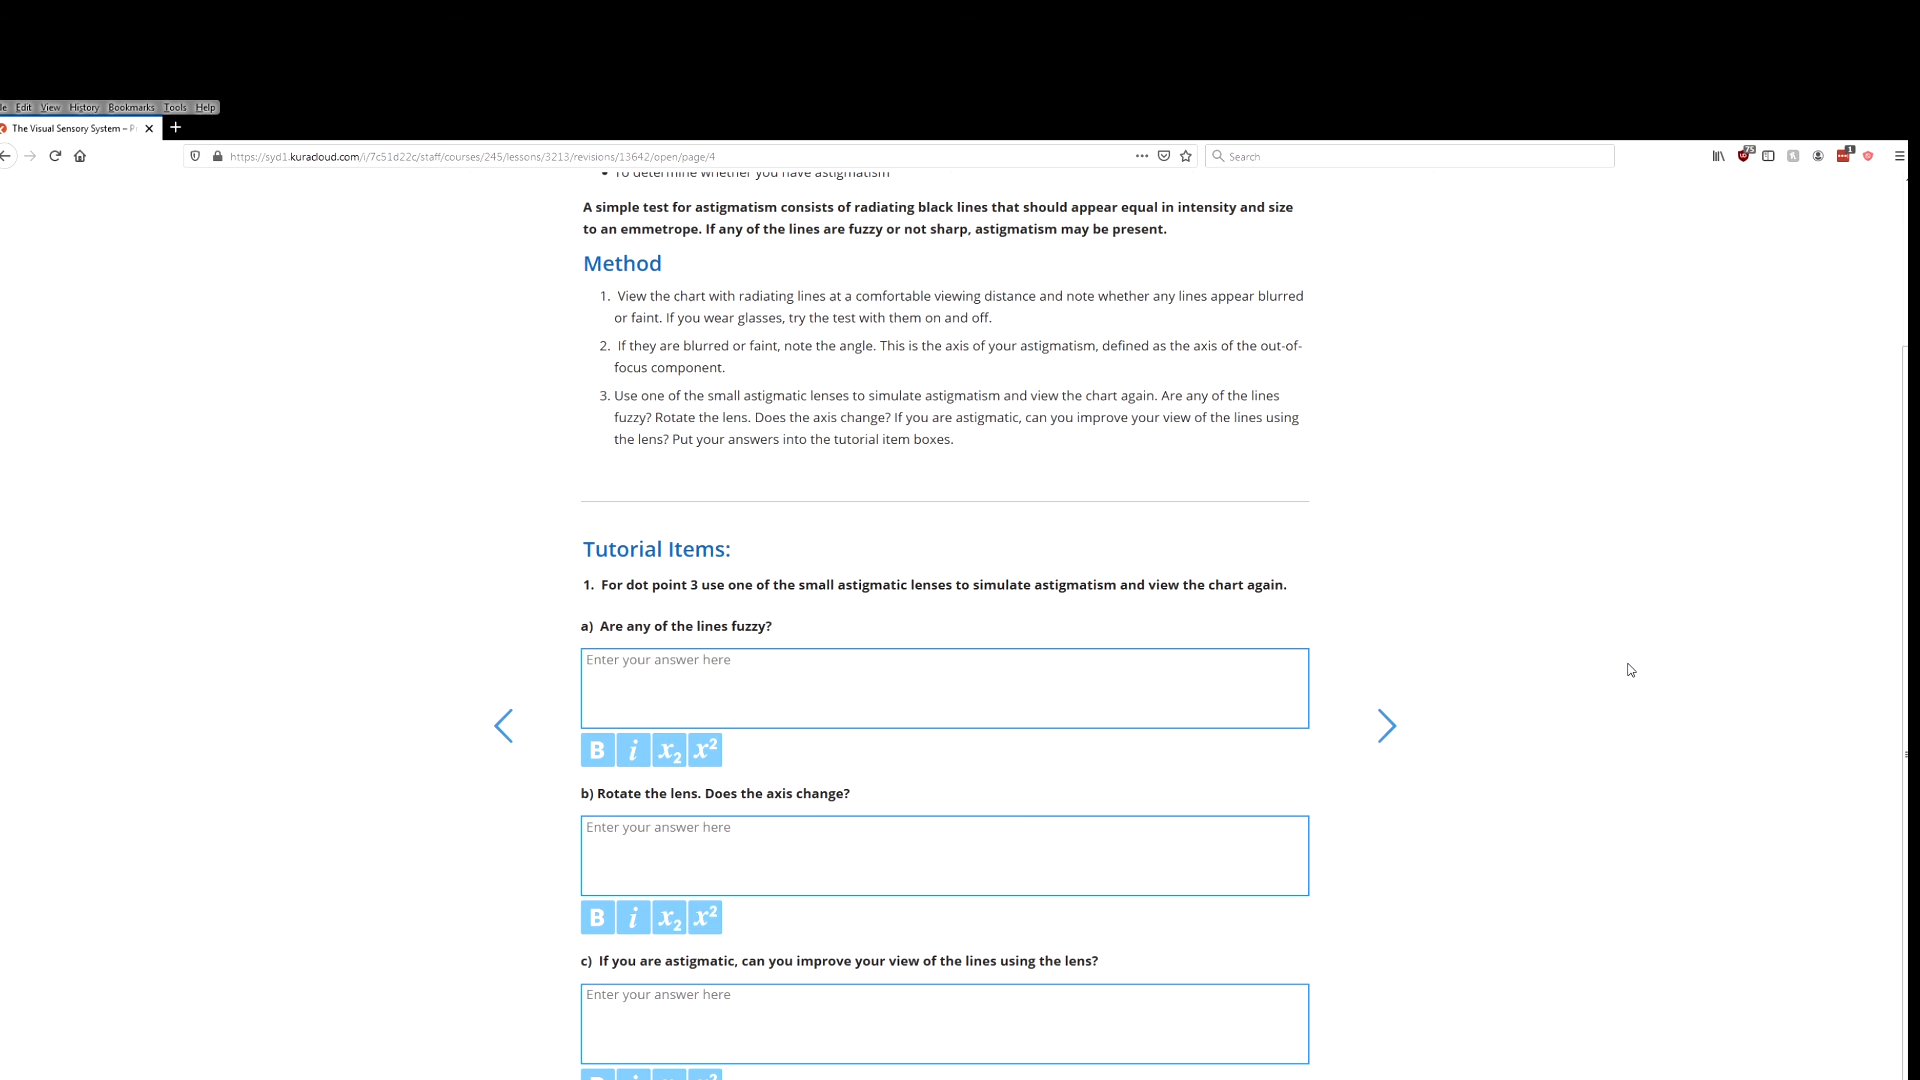 Edit View History Bookmarks Tools Help
The Visual Sensory System –
https://syd1.kuracloud.com/i/7c51d22c/staff/courses/245/lessons/3213/revisions/13642/open/page/4
Search
75
1
To determine whether you have astigmatism
A simple test for astigmatism consists of radiating black lines that should appear equal in intensity and size
to an emmetrope. If any of the lines are fuzzy or not sharp, astigmatism may be present.
Method
1. View the chart with radiating lines at a comfortable viewing distance and note whether any lines appear blurred
or faint. If you wear glasses, try the test with them on and off.
2. If they are blurred or faint, note the angle. This is the axis of your astigmatism, defined as the axis of the out-of-
focus component.
3. Use one of the small astigmatic lenses to simulate astigmatism and view the chart again. Are any of the lines
fuzzy? Rotate the lens. Does the axis change? If you are astigmatic, can you improve your view of the lines using
the lens? Put your answers into the tutorial item boxes.
Tutorial Items:
1. For dot point 3 use one of the small astigmatic lenses to simulate astigmatism and view the chart again.
a) Are any of the lines fuzzy?
Enter your answer here
B i x₂ x²
b) Rotate the lens. Does the axis change?
Enter your answer here
B i x₂ x²
c) If you are astigmatic, can you improve your view of the lines using the lens?
Enter your answer here